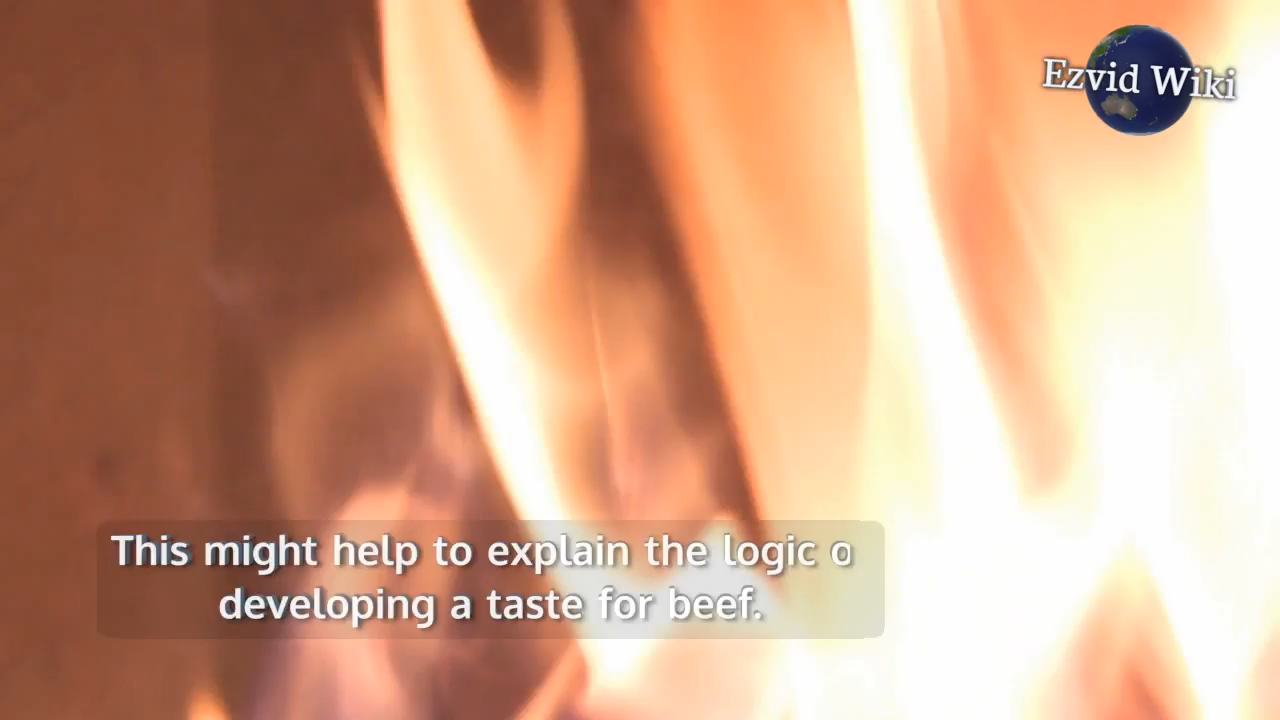 Ezvid Wiki
This might help to explain the logic o
developing a taste for beef.